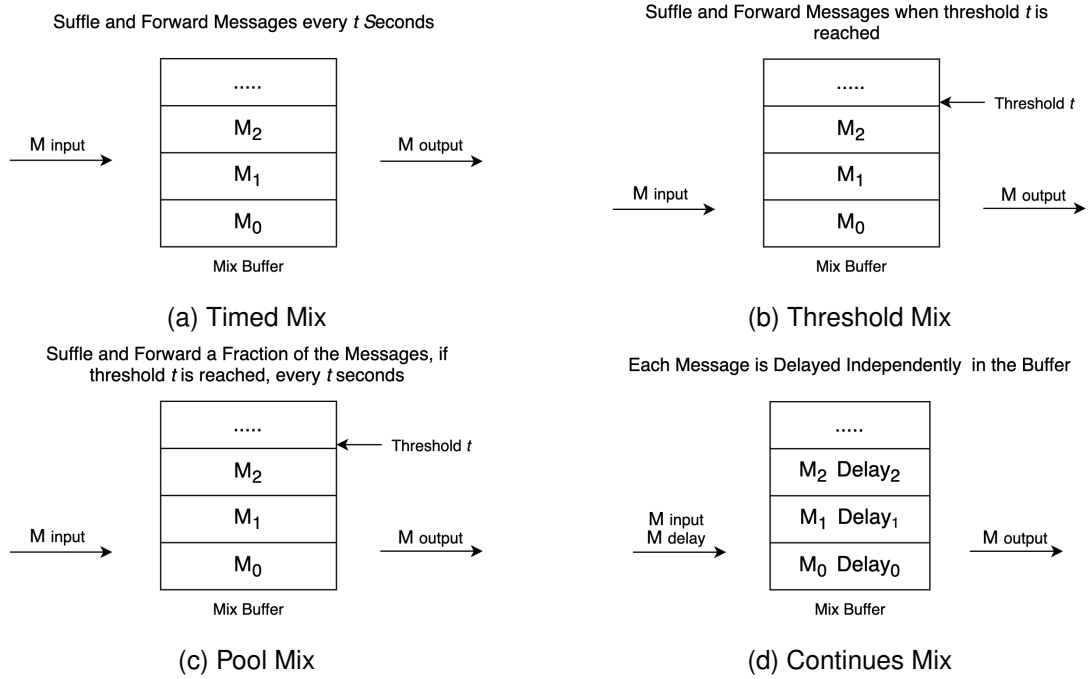 Suffle and Forward Messages every t Seconds
.....
M2
M1
M0
M input
M output
Mix Buffer
(a) Timed Mix
Suffle and Forward Messages when threshold t is
reached
.....
Threshold t
M2
M1
M0
M input
M output
Mix Buffer
(b) Threshold Mix
Suffle and Forward a Fraction of the Messages, if
threshold t is reached, every t seconds
.....
Threshold t
M2
M1
M0
M input
M output
Mix Buffer
(c) Pool Mix
Each Message is Delayed Independently in the Buffer
.....
M2 Delay2
M1 Delay1
M0 Delay0
M input
M delay
M output
Mix Buffer
(d) Continues Mix